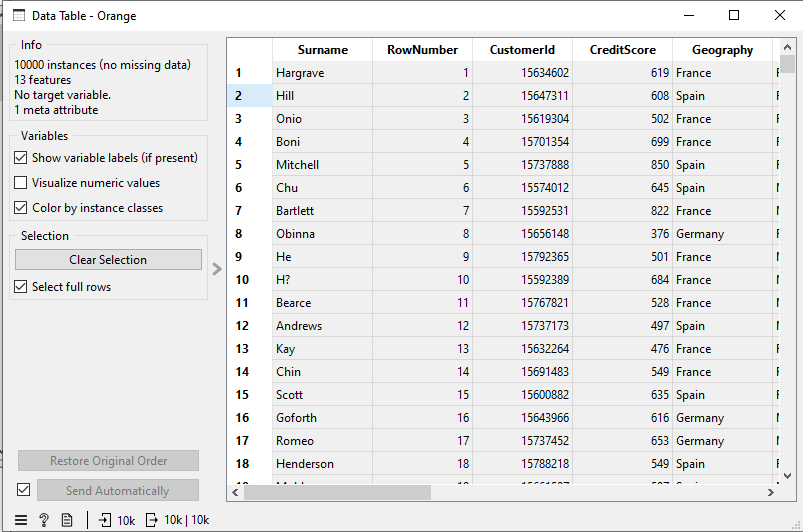 Data Table - Orange
Info
10000 instances (no missing data)
13 features
No target variable.
1 meta attribute
Variables
Show variable labels (if present)
Visualize numeric values
Color by instance classes
Selection
Clear Selection
Select full rows
Restore Original Order
Send Automatically
10k 10k | 10k
Surname RowNumber CustomerId CreditScore Geography
1 Hargrave 1 15634602 619 France
2 Hill 2 15647311 608 Spain
3 Onio 3 15619304 502 France
4 Boni 4 15701354 699 France
5 Mitchell 5 15737888 850 Spain
6 Chu 6 15574012 645 Spain
7 Bartlett 7 15592531 822 France
8 Obinna 8 15656148 376 Germany
9 He 9 15792365 501 France
10 H? 10 15592389 684 France
11 Bearce 11 15767821 528 France
12 Andrews 12 15737173 497 Spain
13 Kay 13 15632264 476 France
14 Chin 14 15691483 549 France
15 Scott 15 15600882 635 Spain
16 Goforth 16 15643966 616 Germany
17 Romeo 17 15737452 653 Germany
18 Henderson 18 15788218 549 Spain